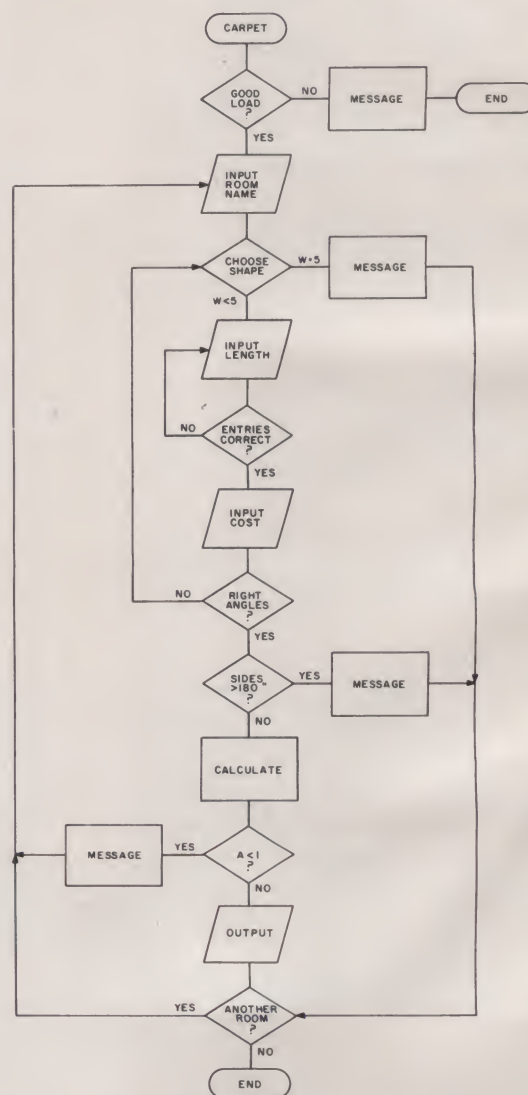 CARPET
GOOD
LOAD
?
NO
MESSAGE
END
YES
INPUT
ROOM
NAME
CHOOSE
SHAPE
W=5
MESSAGE
W<5
INPUT
LENGTH
NO
ENTRIES
CORRECT
?
YES
INPUT
COST
NO
RIGHT
ANGLES
?
YES
SIDES
>180"
?
YES
MESSAGE
NO
CALCULATE
MESSAGE
YES
A<1
?
NO
OUTPUT
YES
ANOTHER
ROOM
?
NO
END